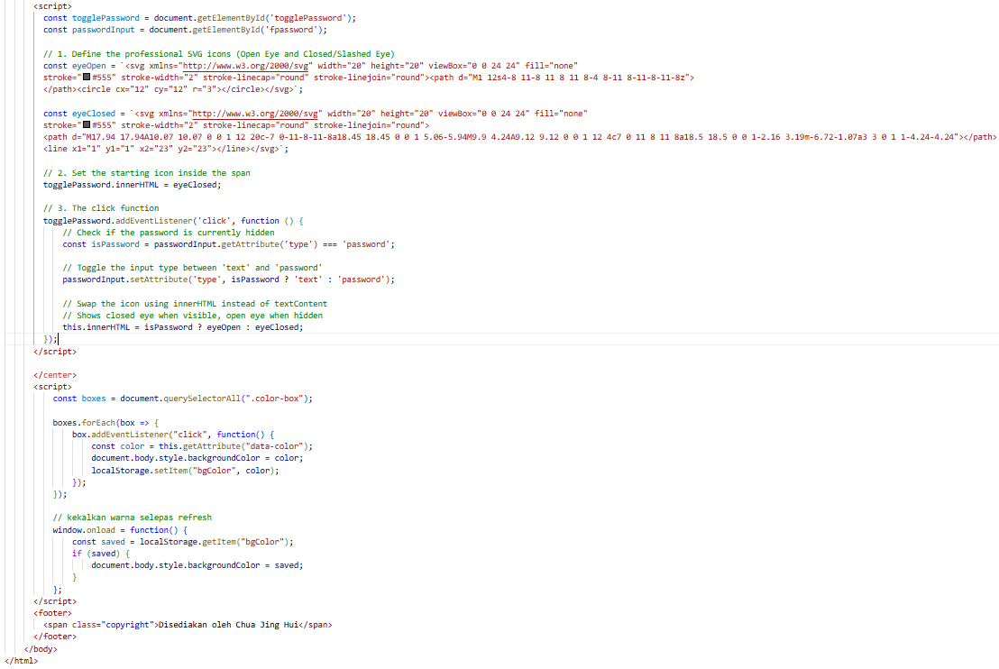 <script>
const togglePassword = document.getElementById('togglePassword');
const passwordInput = document.getElementById('fpassword');
// 1. Define the professional SVG icons (Open Eye and Closed/Slashed Eye)
const eyeOpen = `<svg xmlns="http://www.w3.org/2000/svg" width="20" height="20" viewBox="0 0 24 24" fill="none"
stroke="#555" stroke-width="2" stroke-linecap="round" stroke-linejoin="round"><path d="M1 12s4-8 11-8 11 8 11 8-4 8-11 8-11-8-11-8z">
</path><circle cx="12" cy="12" r="3"></circle></svg>`;
const eyeClosed = `<svg xmlns="http://www.w3.org/2000/svg" width="20" height="20" viewBox="0 0 24 24" fill="none"
stroke="#555" stroke-width="2" stroke-linecap="round" stroke-linejoin="round">
<path d="M17.94 17.94A10.07 10.07 0 0 1 12 20c-7 0-11-8-11-8a18.45 18.45 0 0 1 5.06-5.94M9.9 4.24A9.12 9.12 0 0 1 12 4c7 0 11 8 11 8a18.5 18.5 0 0 1-2.16 3.19m-6.72-1.07a3 3 0 1 1-4.24-4.24"></path>
<line x1="1" y1="1" x2="23" y2="23"></line></svg>`;
// 2. Set the starting icon inside the span
togglePassword.innerHTML = eyeClosed;
// 3. The click function
togglePassword.addEventListener('click', function () {
// Check if the password is currently hidden
const isPassword = passwordInput.getAttribute('type') === 'password';
// Toggle the input type between 'text' and 'password'
passwordInput.setAttribute('type', isPassword ? 'text' : 'password');
// Swap the icon using innerHTML instead of textContent
// Shows closed eye when visible, open eye when hidden
this.innerHTML = isPassword ? eyeOpen : eyeClosed;
});
</script>
</center>
<script>
const boxes = document.querySelectorAll(".color-box");
boxes.forEach(box => {
box.addEventListener("click", function() {
const color = this.getAttribute("data-color");
document.body.style.backgroundColor = color;
localStorage.setItem("bgColor", color);
});
});
// kekalkan warna selepas refresh
window.onload = function() {
const saved = localStorage.getItem("bgColor");
if (saved) {
document.body.style.backgroundColor = saved;
}
};
</script>
<footer>
<span class="copyright">Disediakan oleh Chua Jing Hui</span>
</footer>
</body>
</html>